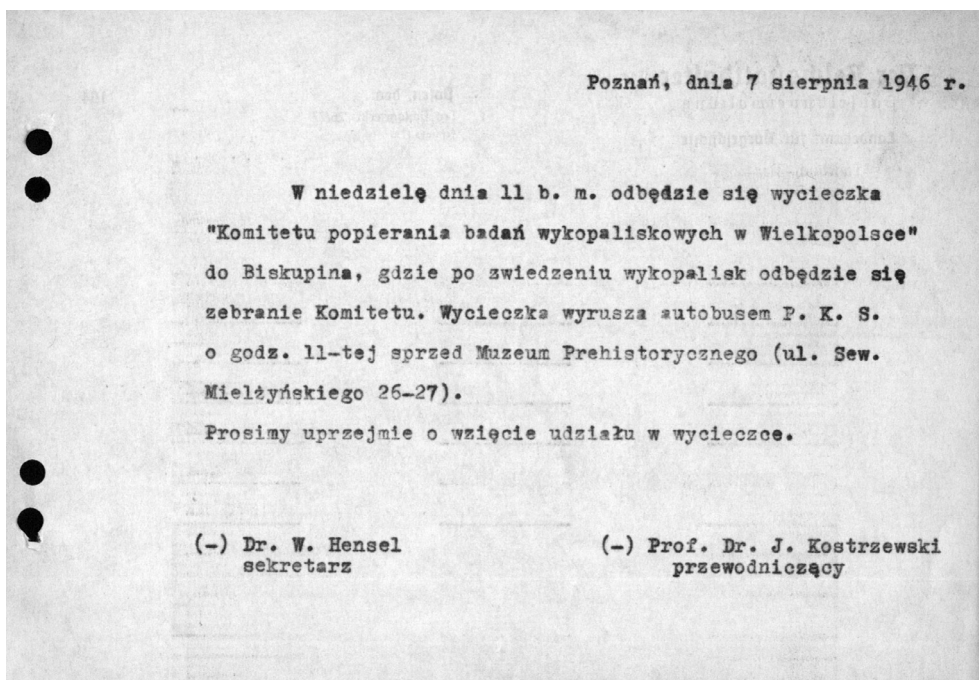 Poznań, dnia 7 sierpnia 1946 r.
W niedzielę dnia 11 b. m. odbędzie się wycieczka
"Komitetu popierania badań wykopaliskowych w Wielkopolsce"
do Biskupina, gdzie po zwiedzeniu wykopalisk odbędzie się
zebranie Komitetu. Wycieczka wyrusza autobusem P. K. S.
o godz. 11-tej sprzed Muzeum Prehistorycznego (ul. Sew.
Mielżyńskiego 26-27).
Prosimy uprzejmie o wzięcie udziału w wycieczce.
(-) Dr. W. Hensel (-) Prof. Dr. J. Kostrzewski
sekretarz przewodniczący